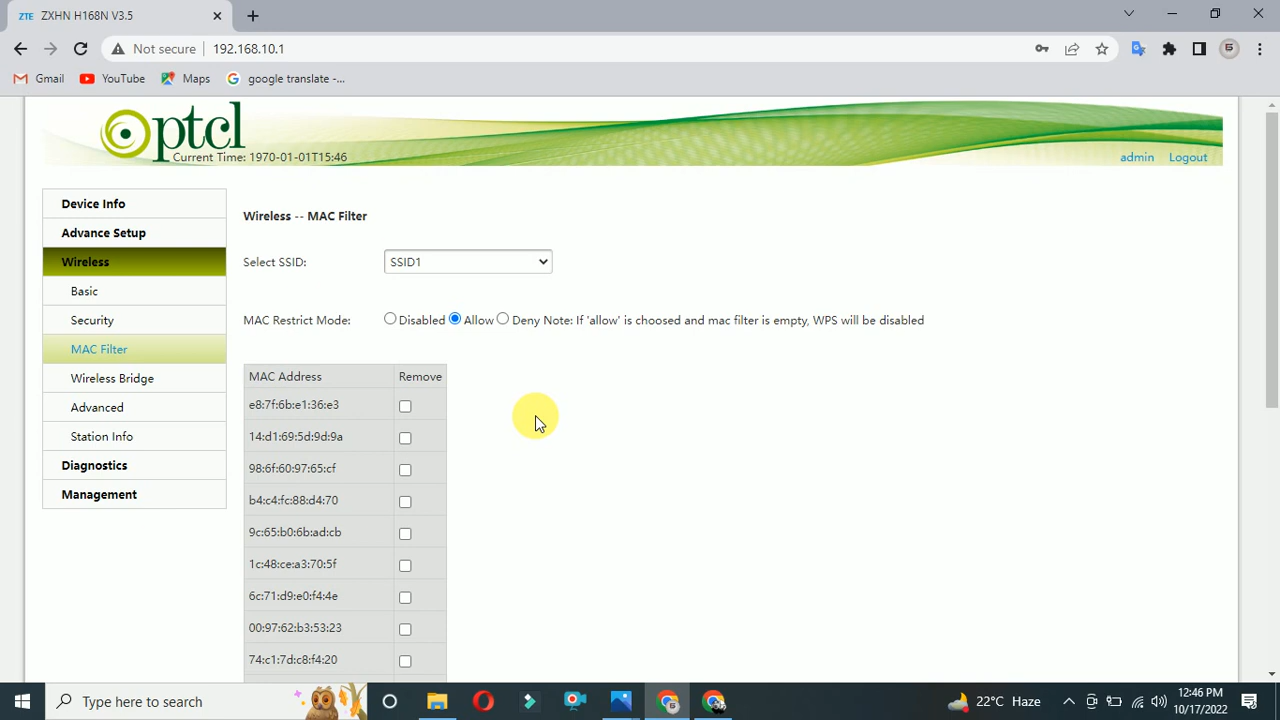 ZTE ZXHN H168N V3.5
Not secure 192.168.10.1
Gmail YouTube Maps google translate -...
ptcl
Current Time: 1970-01-01T15:46
admin Logout
Device Info
Advance Setup
Wireless
Basic
Security
MAC Filter
Wireless Bridge
Advanced
Station Info
Diagnostics
Management
Wireless -- MAC Filter
Select SSID: SSID1
MAC Restrict Mode: Disabled Allow Deny Note: If 'allow' is choosed and mac filter is empty, WPS will be disabled
MAC Address Remove
e8:7f:6b:e1:36:e3
14:d1:69:5d:9d:9a
98:6f:60:97:65:cf
b4:c4:fc:88:d4:70
9c:65:b0:6b:ad:cb
1c:48:ce:a3:70:5f
6c:71:d9:e0:f4:4e
00:97:62:b3:53:23
74:c1:7d:c8:f4:20
Type here to search
22°C Haze
12:46 PM
10/17/2022